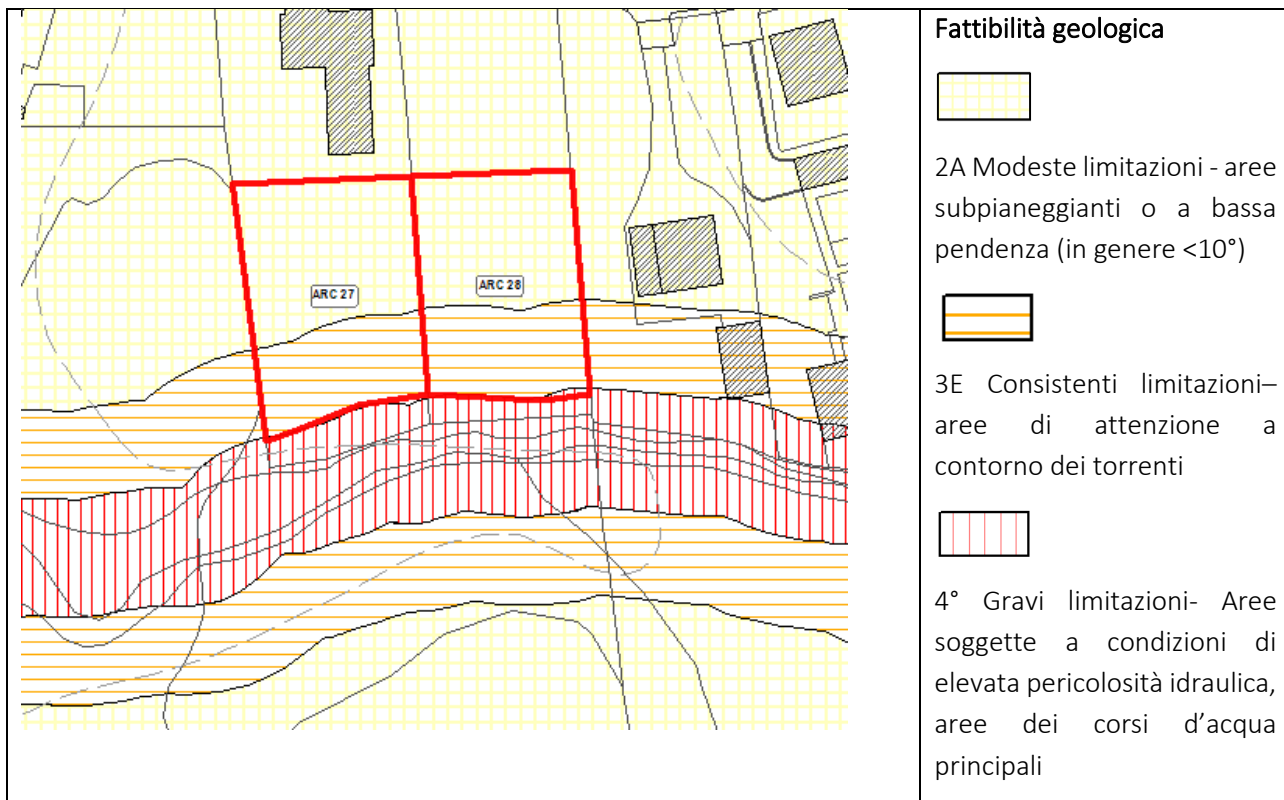 Fattibilità geologica
2A Modeste limitazioni - aree
subpianeggianti o a bassa
pendenza (in genere <10°)
3E Consistenti limitazioni–
aree di attenzione a
contorno dei torrenti
4° Gravi limitazioni- Aree
soggette a condizioni di
elevata pericolosità idraulica,
aree dei corsi d’acqua
principali
ARC 27
ARC 28